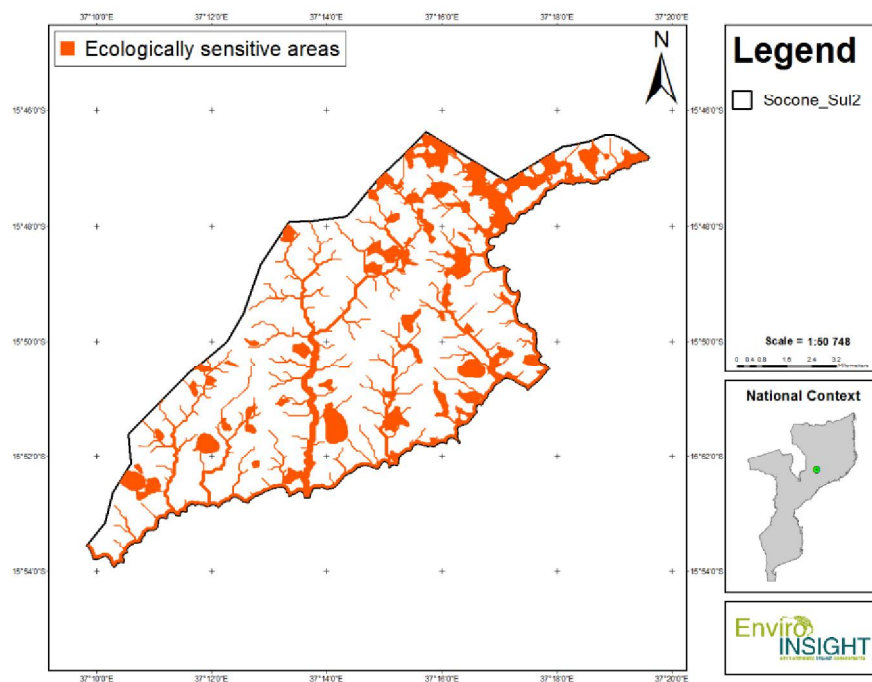 37°10'0"E 37°12'0"E 37°14'0"E 37°16'0"E 37°18'0"E 37°20'0"E
Ecologically sensitive areas
N
15°46'0"S 15°46'0"S
15°48'0"S 15°48'0"S
15°50'0"S 15°50'0"S
15°52'0"S 15°52'0"S
15°54'0"S 15°54'0"S
37°10'0"E 37°12'0"E 37°14'0"E 37°16'0"E 37°18'0"E 37°20'0"E
Legend
Socone_Sul2
Scale = 1:50 748
0 0.4 0.8 1.6 2.4 3.2
National Context
Enviro
INSIGHT